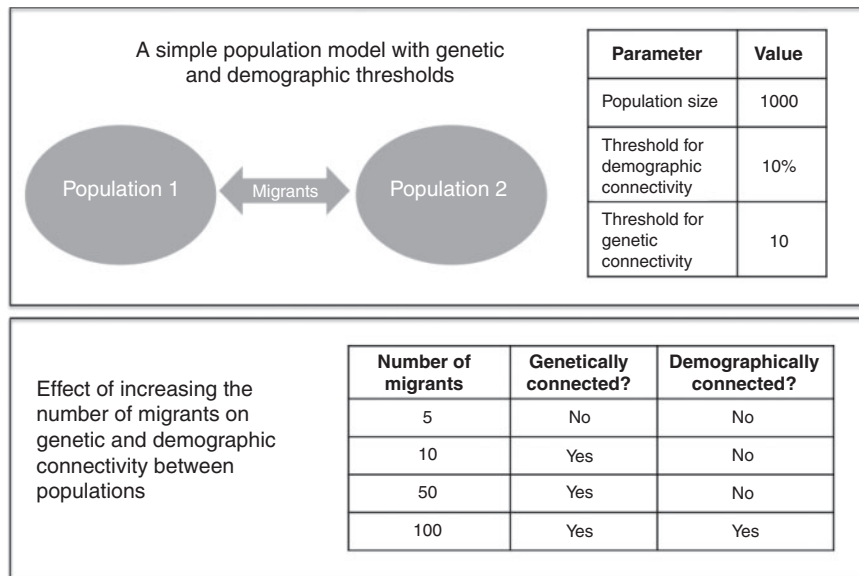 A simple population model with genetic
and demographic thresholds
Population 1
Migrants
Population 2
Parameter Value
Population size 1000
Threshold for
demographic
connectivity
10%
Threshold for
genetic
connectivity
10
Effect of increasing the
number of migrants on
genetic and demographic
connectivity between
populations
Number of
migrants
Genetically
connected?
Demographically
connected?
5 No No
10 Yes No
50 Yes No
100 Yes Yes